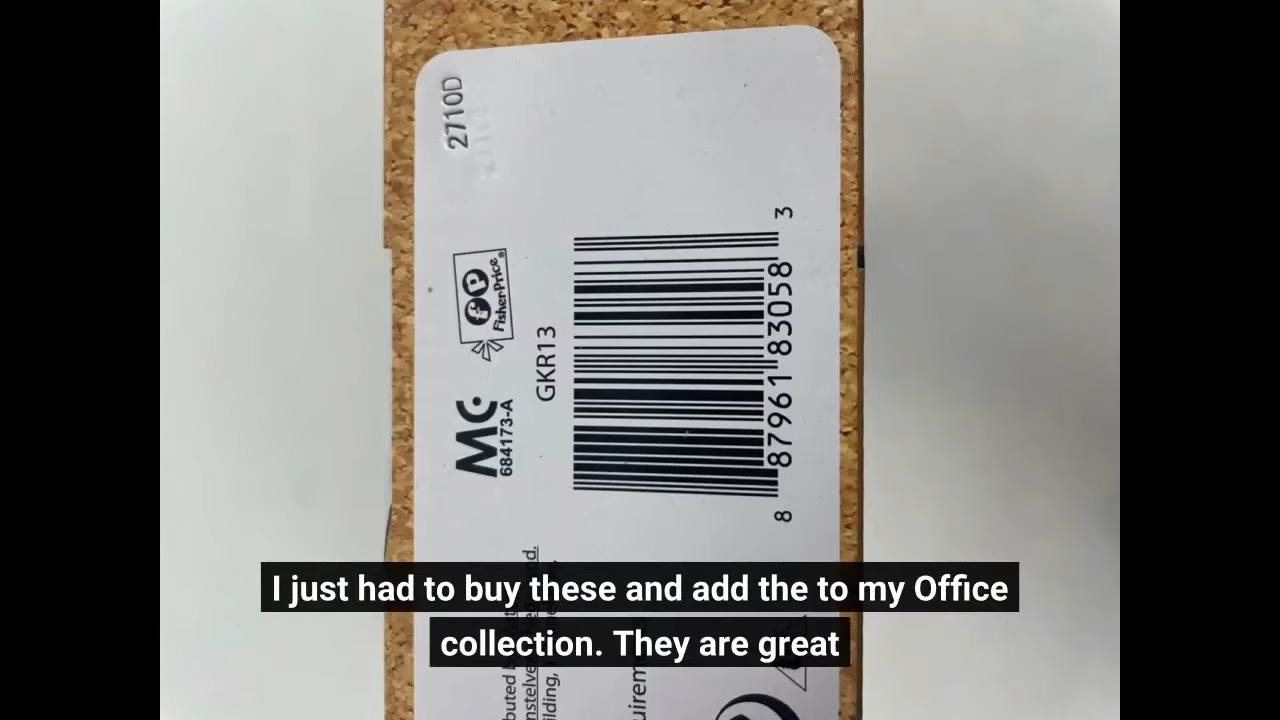 2710D
Fisher-Price®
MC
684173-A
GKR13
8 87961 83058 3
I just had to buy these and add the to my Office
collection. They are great